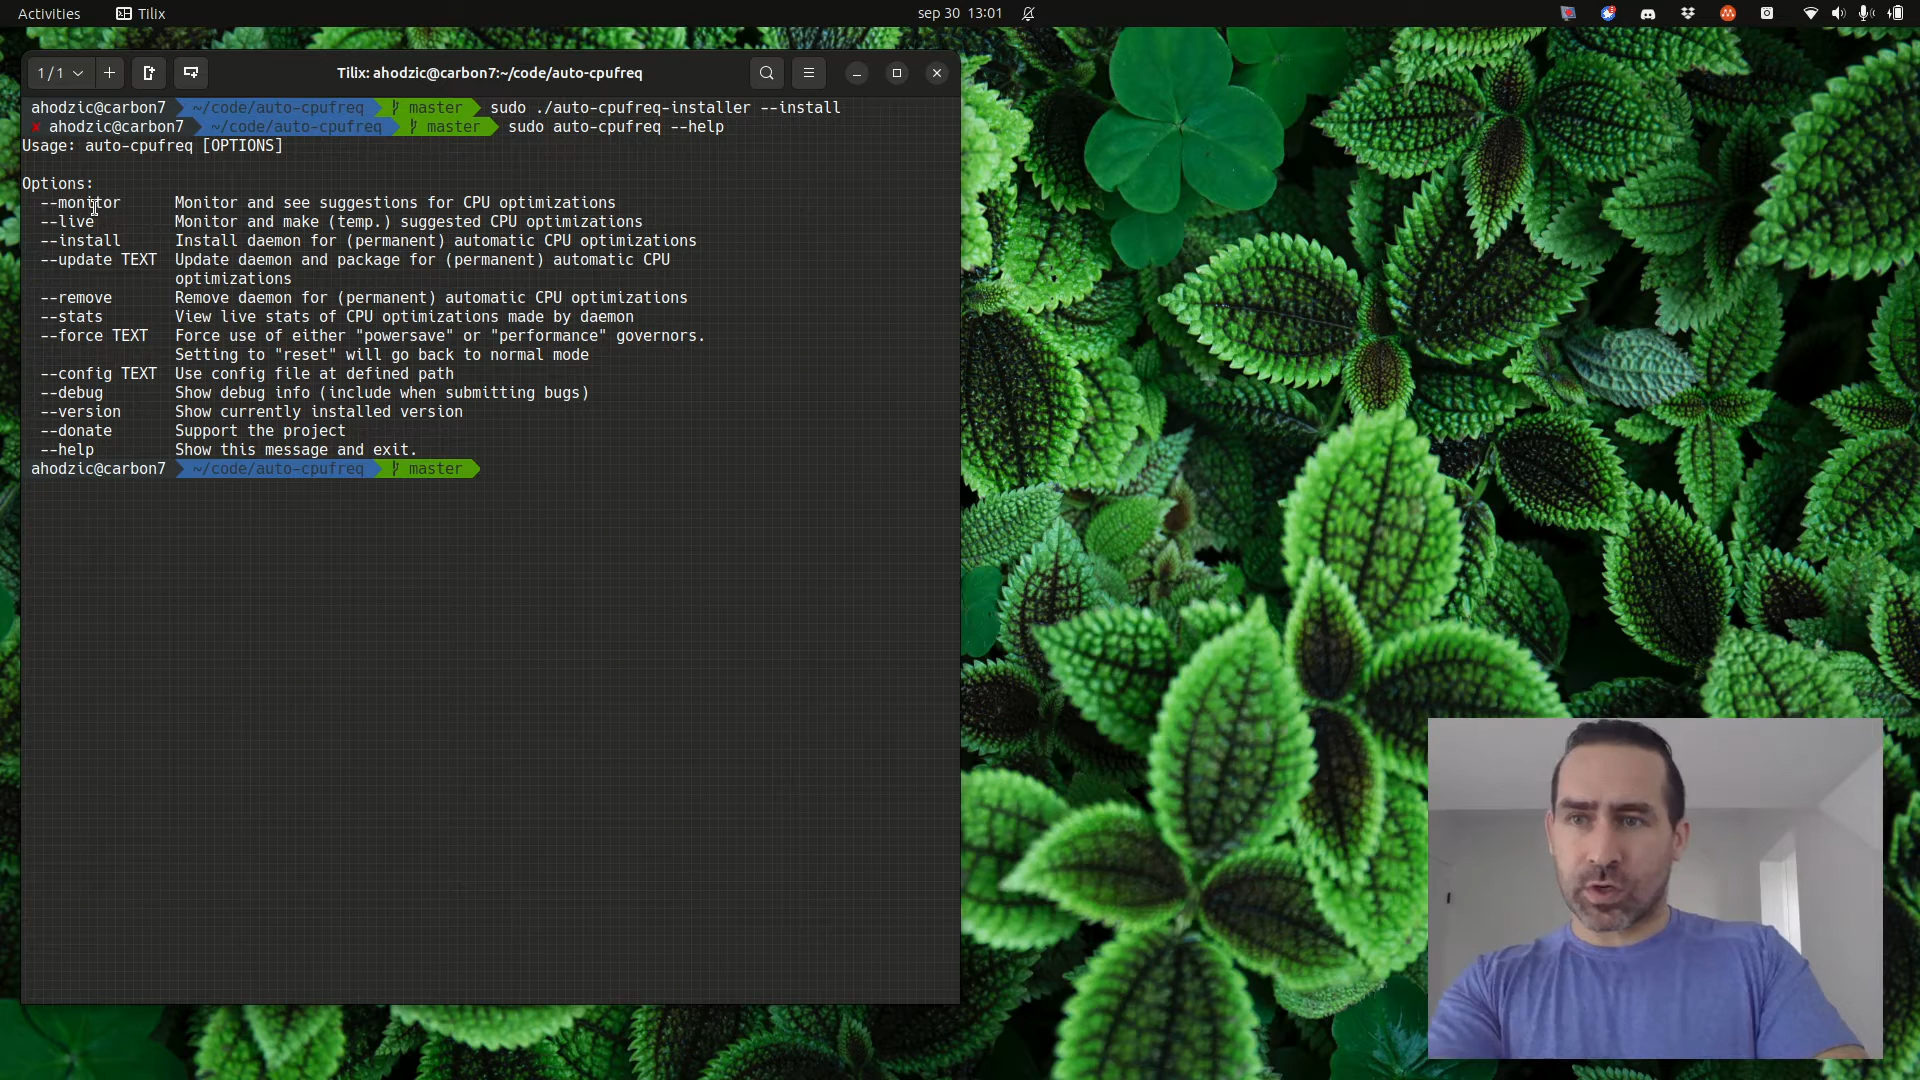 Activities Tilix sep 30 13:01
1/1 Tilix: ahodzic@carbon7:~/code/auto-cpufreq
ahodzic@carbon7 ~/code/auto-cpufreq master sudo ./auto-cpufreq-installer --install
ahodzic@carbon7 ~/code/auto-cpufreq master sudo auto-cpufreq --help
Usage: auto-cpufreq [OPTIONS]
Options:
--monitor Monitor and see suggestions for CPU optimizations
--live Monitor and make (temp.) suggested CPU optimizations
--install Install daemon for (permanent) automatic CPU optimizations
--update TEXT Update daemon and package for (permanent) automatic CPU
optimizations
--remove Remove daemon for (permanent) automatic CPU optimizations
--stats View live stats of CPU optimizations made by daemon
--force TEXT Force use of either "powersave" or "performance" governors.
Setting to "reset" will go back to normal mode
--config TEXT Use config file at defined path
--debug Show debug info (include when submitting bugs)
--version Show currently installed version
--donate Support the project
--help Show this message and exit.
ahodzic@carbon7 ~/code/auto-cpufreq master